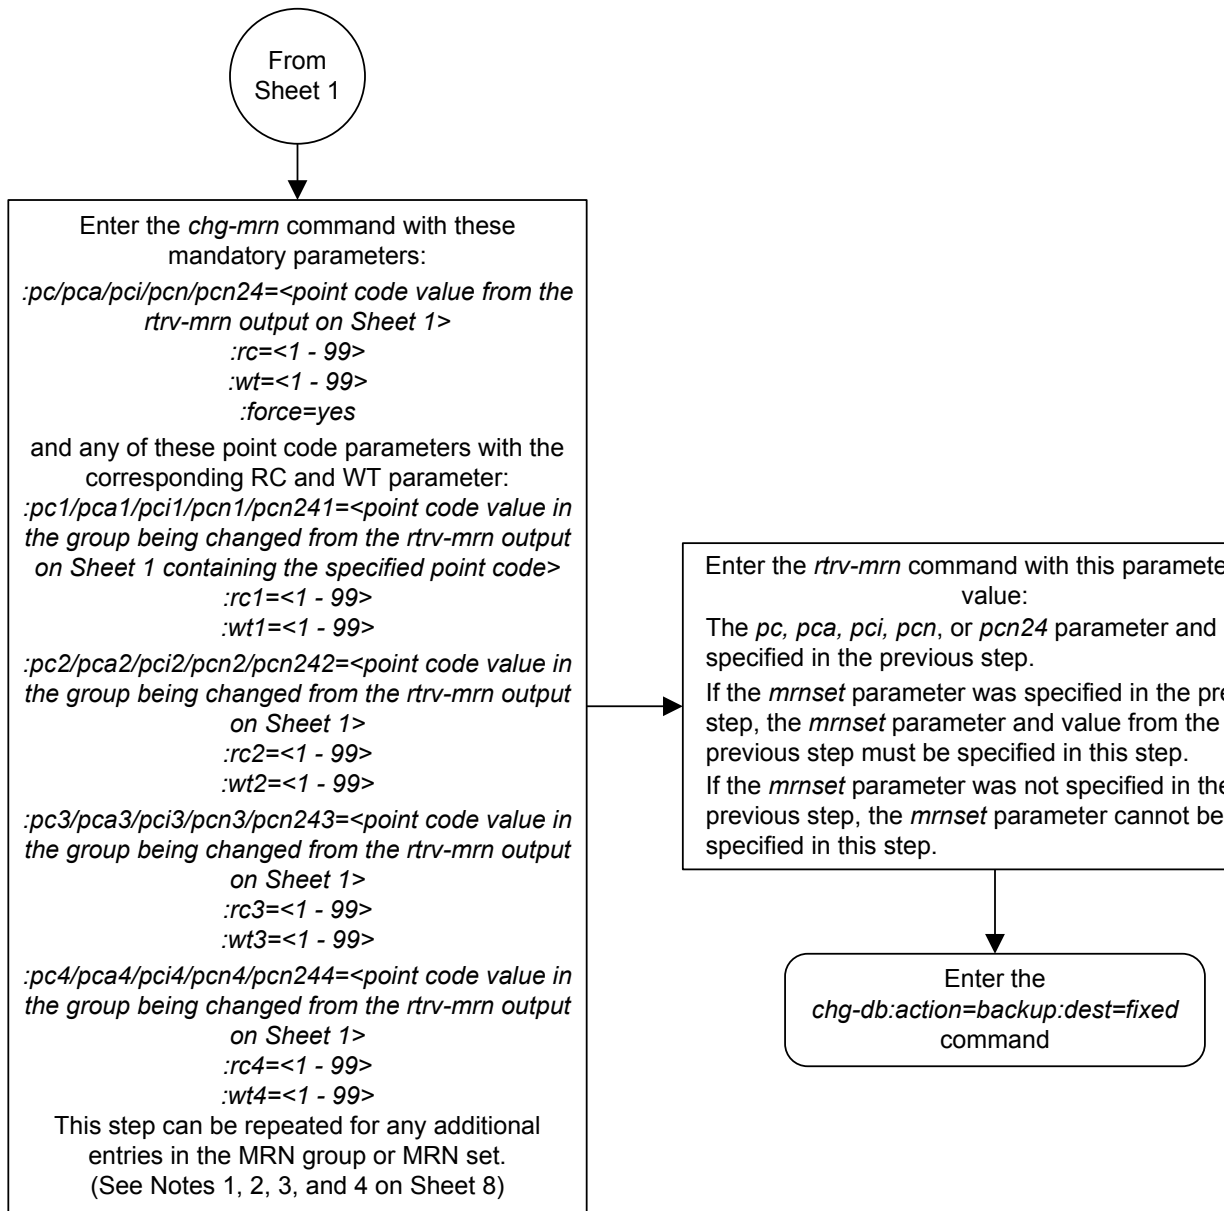 From
Sheet 1
Enter the chg-mrn command with these
mandatory parameters:
:pc/pca/pci/pcn/pcn24=<point code value from the
rtrv-mrn output on Sheet 1>
:rc=<1 - 99>
:wt=<1 - 99>
:force=yes
and any of these point code parameters with the
corresponding RC and WT parameter:
:pc1/pca1/pci1/pcn1/pcn241=<point code value in
the group being changed from the rtrv-mrn output
on Sheet 1 containing the specified point code>
:rc1=<1 - 99>
:wt1=<1 - 99>
:pc2/pca2/pci2/pcn2/pcn242=<point code value in
the group being changed from the rtrv-mrn output
on Sheet 1>
:rc2=<1 - 99>
:wt2=<1 - 99>
:pc3/pca3/pci3/pcn3/pcn243=<point code value in
the group being changed from the rtrv-mrn output
on Sheet 1>
:rc3=<1 - 99>
:wt3=<1 - 99>
:pc4/pca4/pci4/pcn4/pcn244=<point code value in
the group being changed from the rtrv-mrn output
on Sheet 1>
:rc4=<1 - 99>
:wt4=<1 - 99>
This step can be repeated for any additional
entries in the MRN group or MRN set.
(See Notes 1, 2, 3, and 4 on Sheet 8)
Enter the rtrv-mrn command with this
value:
The pc, pca, pci, pcn, or pcn24 parameter and
specified in the previous step.
If the mrnset parameter was specified in the
step, the mrnset parameter and value from the
previous step must be specified in this step.
If the mrnset parameter was not specified in the
previous step, the mrnset parameter cannot be
specified in this step.
Enter the
chg-db:action=backup:dest=fixed
command